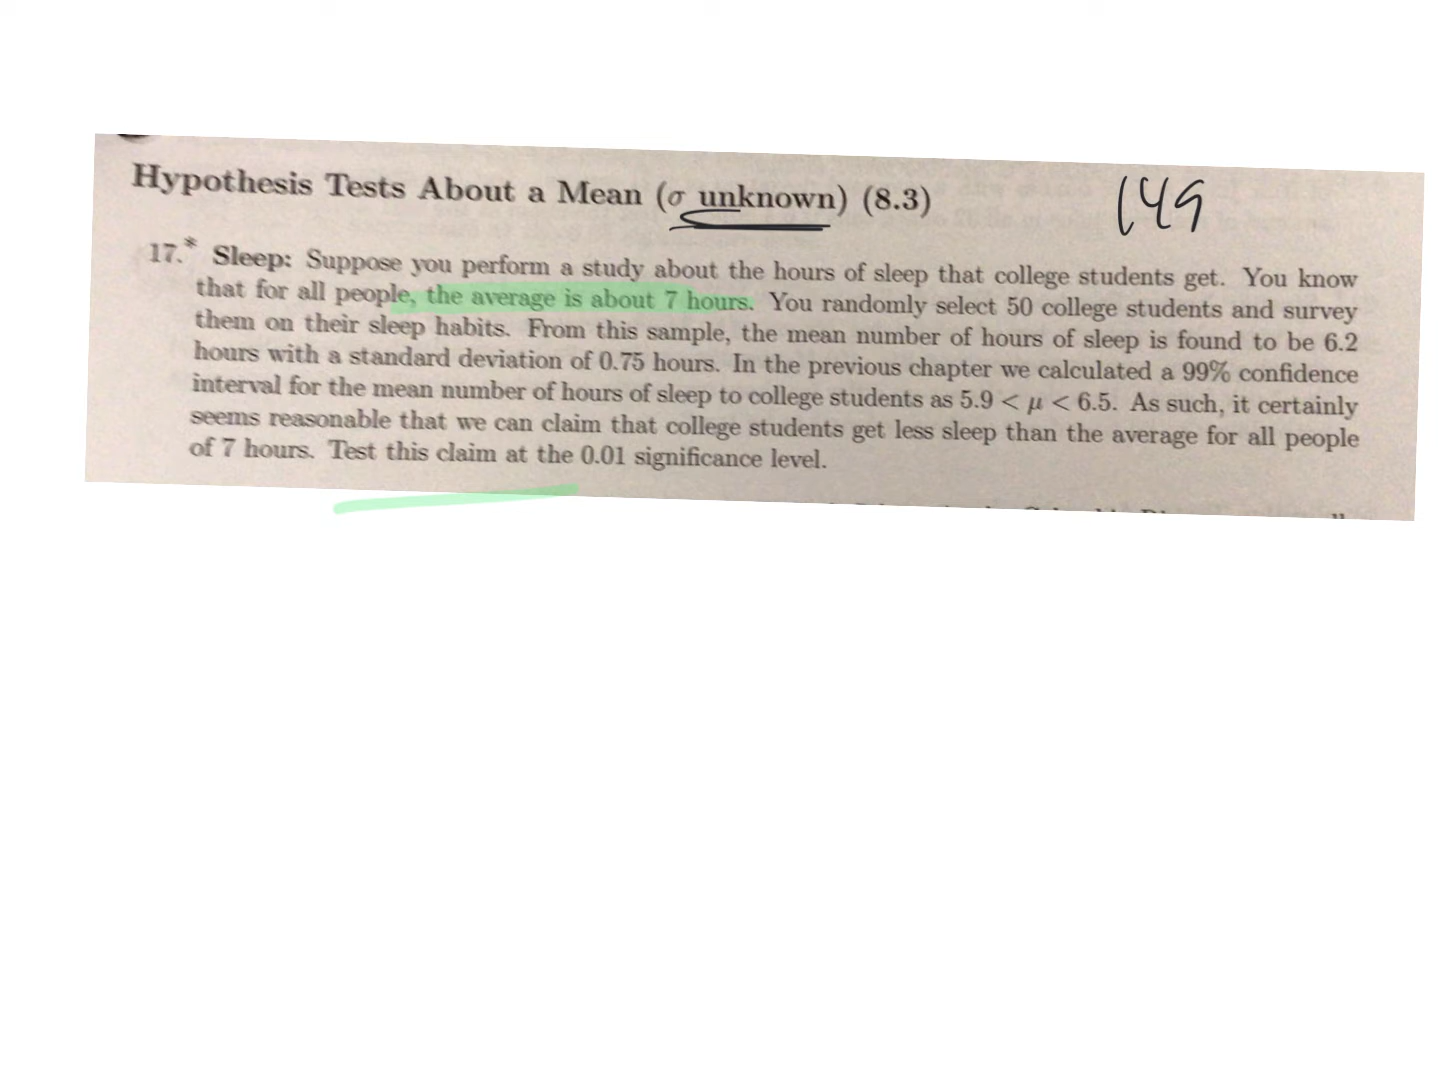 Hypothesis Tests About a Mean (σ unknown) (8.3)
149
17.* Sleep: Suppose you perform a study about the hours of sleep that college students get. You know
that for all people, the average is about 7 hours. You randomly select 50 college students and survey
them on their sleep habits. From this sample, the mean number of hours of sleep is found to be 6.2
hours with a standard deviation of 0.75 hours. In the previous chapter we calculated a 99% confidence
interval for the mean number of hours of sleep to college students as 5.9 < μ < 6.5. As such, it certainly
seems reasonable that we can claim that college students get less sleep than the average for all people
of 7 hours. Test this claim at the 0.01 significance level.